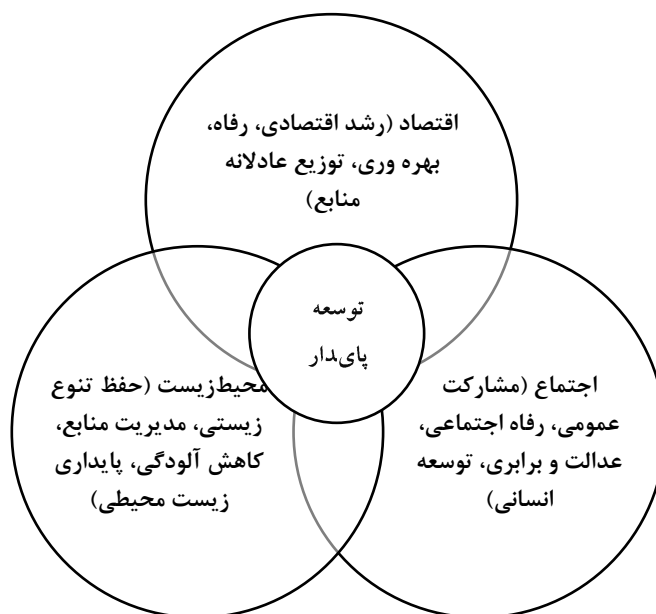 اقتصاد (رشد اقتصادی، رفاه،
بهره وری، توزیع عادلانه
منابع)
توسعه
پایدار
اجتماع (مشارکت
عمومی، رفاه اجتماعی،
عدالت و برابری، توسعه
انسانی)
محیط‌زیست (حفظ تنوع
زیستی، مدیریت منابع،
کاهش آلودگی، پایداری
زیست محیطی)